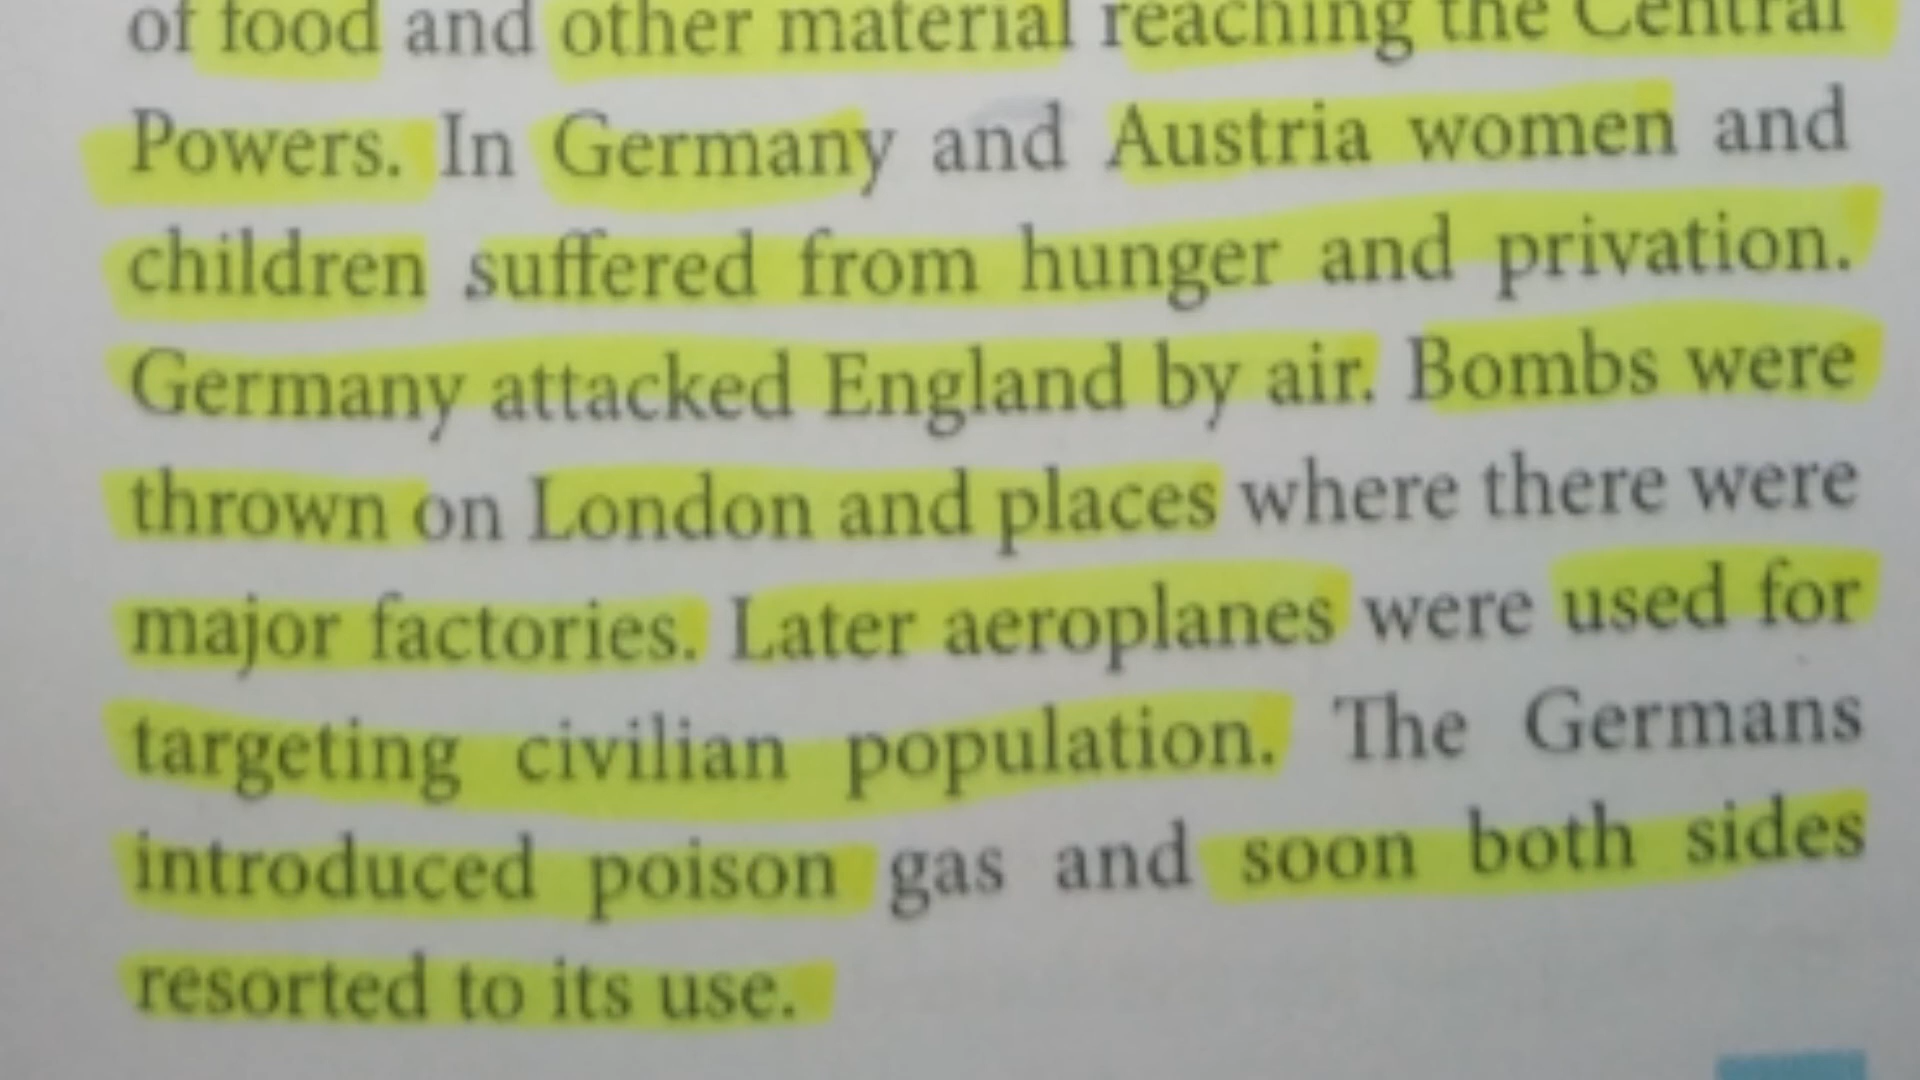 of food and other material reaching the Central
Powers. In Germany and Austria women and
children suffered from hunger and privation.
Germany attacked England by air. Bombs were
thrown on London and places where there were
major factories. Later aeroplanes were used for
targeting civilian population. The Germans
introduced poison gas and soon both sides
resorted to its use.